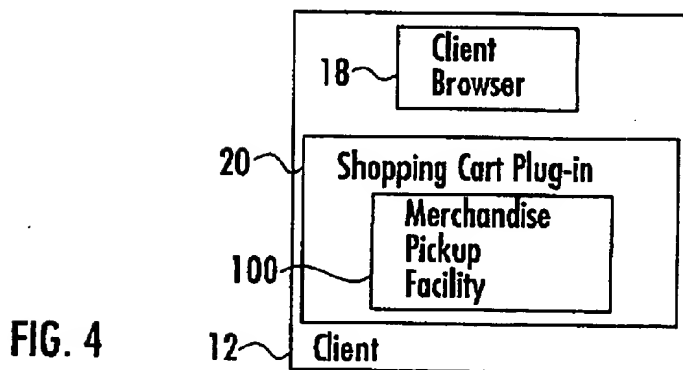 Client
Browser
18
20
Shopping Cart Plug-in
Merchandise
Pickup
Facility
100
FIG. 4
12
Client